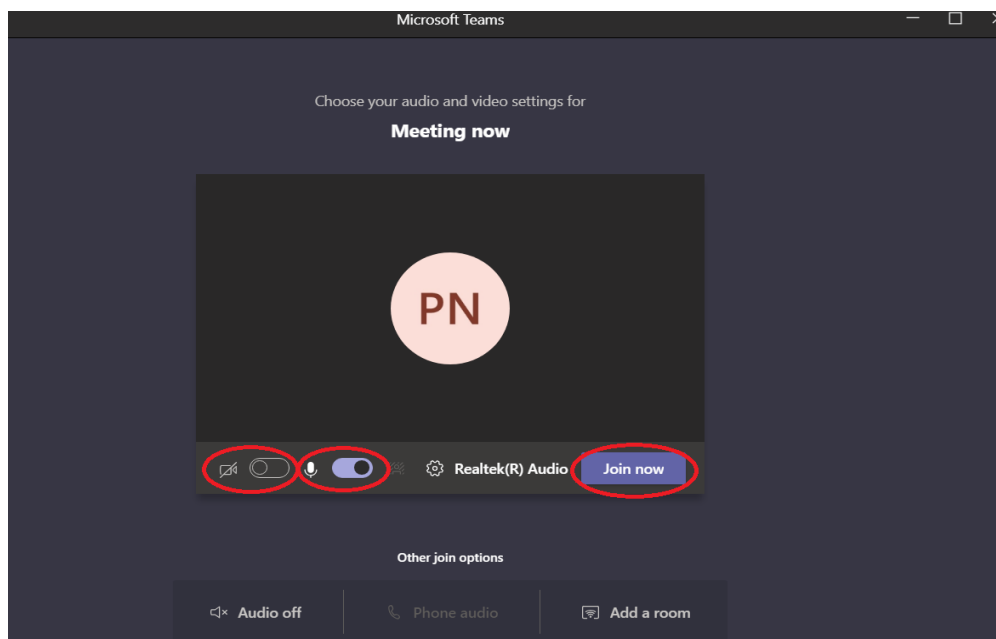 Microsoft Teams
Choose your audio and video settings for
Meeting now
PN
Realtek(R) Audio
Join now
Other join options
Audio off
Phone audio
Add a room